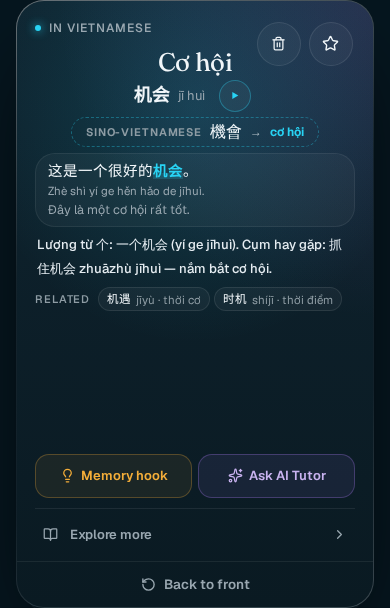 IN VIETNAMESE
Cơ hội
机会 jī huì
SINO-VIETNAMESE 機會 → cơ hội
这是一个很好的机会。
Zhè shì yí ge hěn hǎo de jīhuì.
Đây là một cơ hội rất tốt.
Lượng từ 个: 一个机会 (yí ge jīhuì). Cụm hay gặp: 抓
住机会 zhuāzhù jīhuì — nắm bắt cơ hội.
RELATED 机遇 jīyù · thời cơ 时机 shíjī · thời điểm
Memory hook Ask AI Tutor
Explore more
Back to front